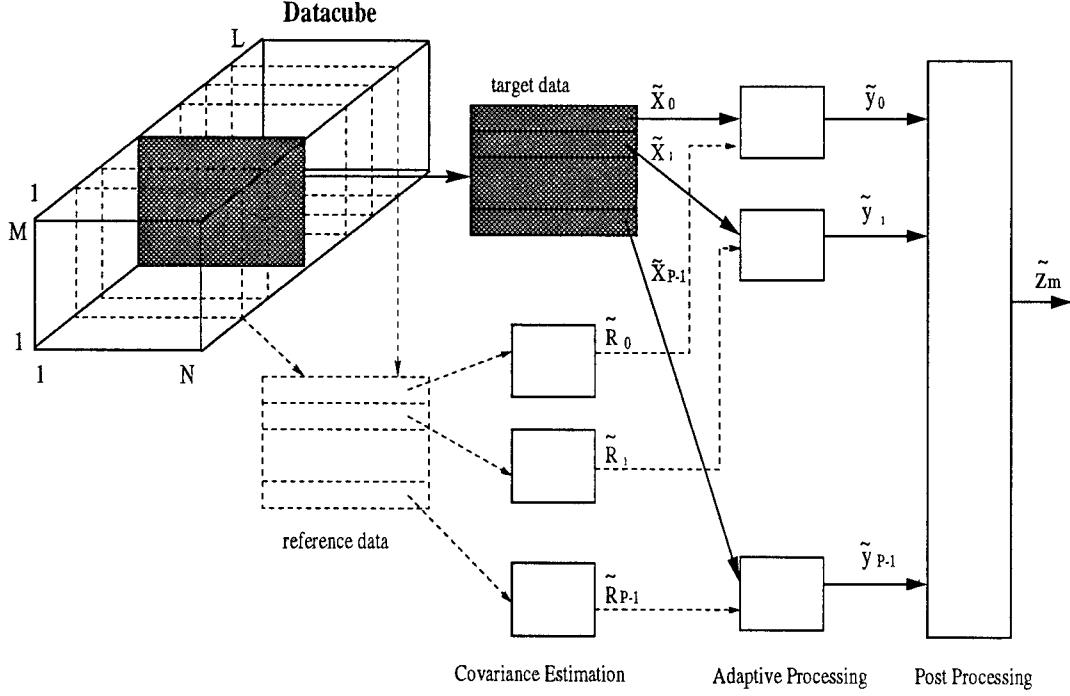 Datacube
L
target data
X̃0
ỹ0
X̃1
1
M
ỹ1
X̃P-1
Z̃m
1
1
N
R̃0
R̃1
reference data
ỹP-1
R̃P-1
Covariance Estimation
Adaptive Processing
Post Processing